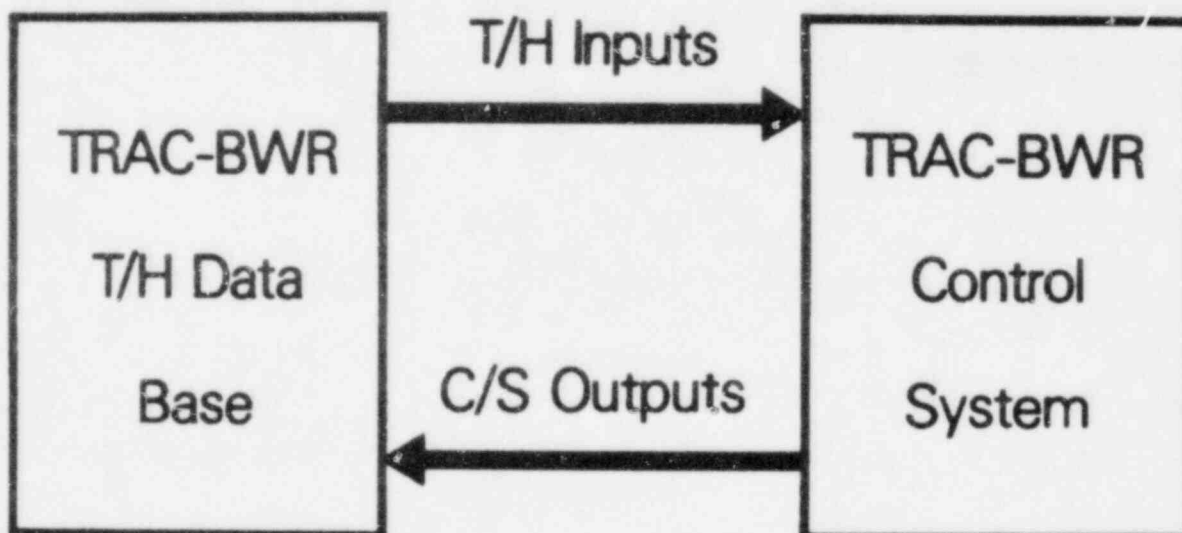 TRAC-BWR
T/H Data
Base
T/H Inputs
C/S Outputs
TRAC-BWR
Control
System